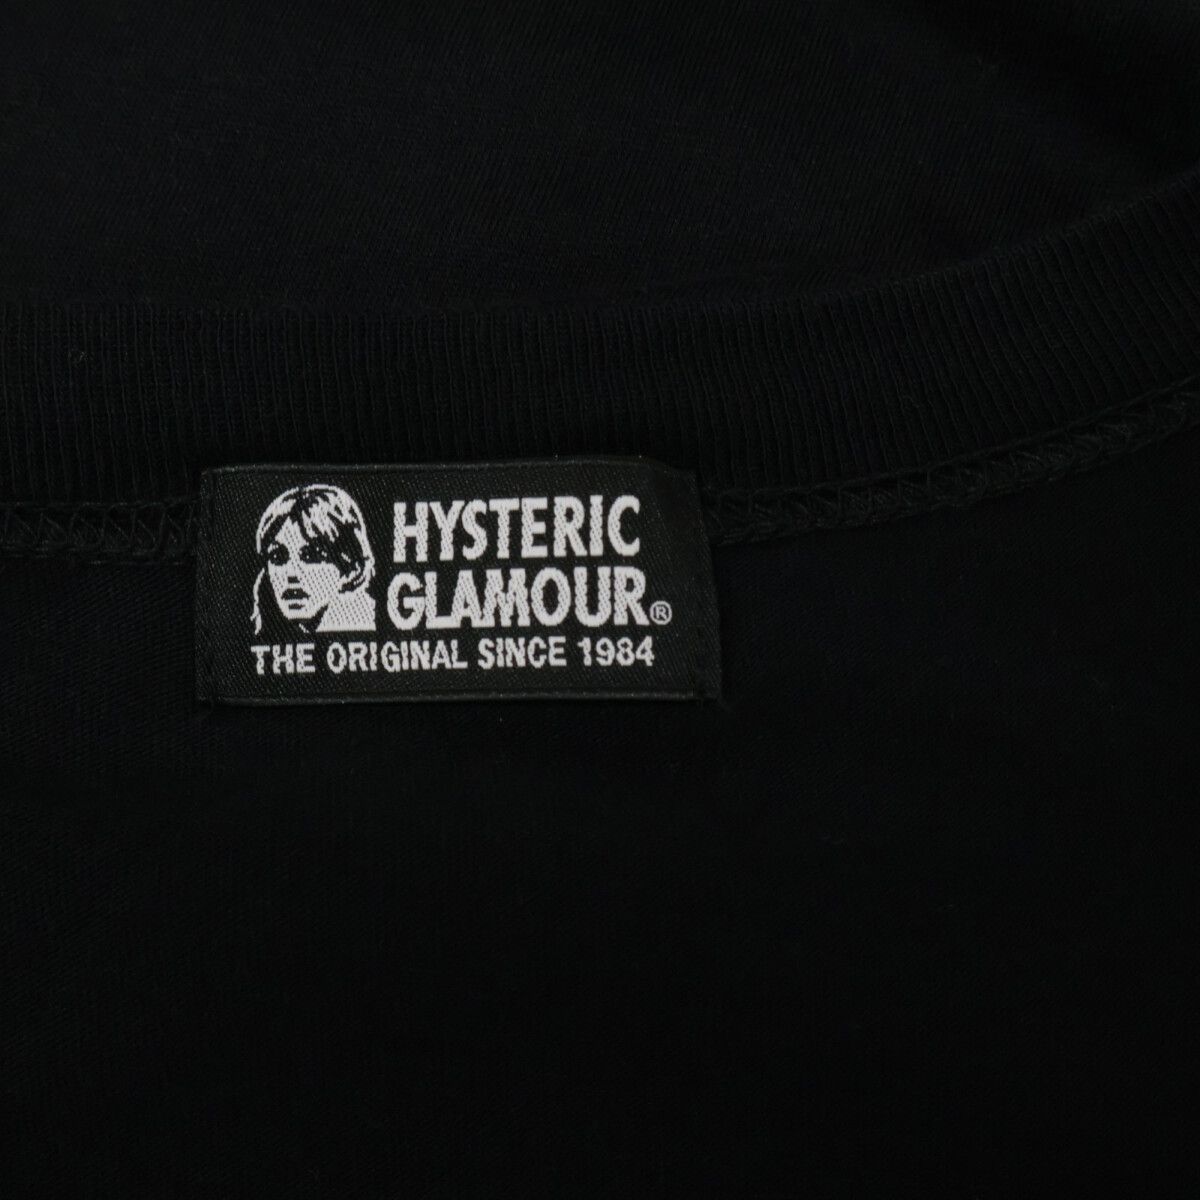 HYSTERIC
GLAMOUR®
THE ORIGINAL SINCE 1984